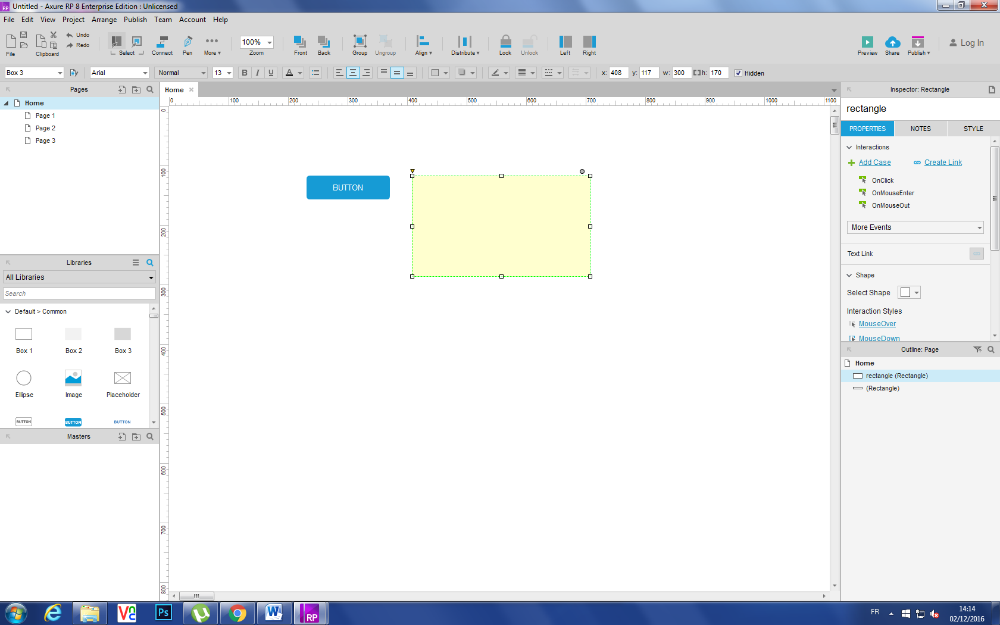 Untitled - Axure RP 8 Enterprise Edition : Unlicensed
File Edit View Project Arrange Publish Team Account Help
File Clipboard Undo Redo Select Connect Pen More 100% Zoom Front Back Group Ungroup Align Distribute Lock Unlock Left Right Preview Share Publish Log In
Box 3 Arial Normal 13 B I U A x: 408 y: 117 w: 300 h: 170 Hidden
Pages
Home
Page 1
Page 2
Page 3
Libraries
All Libraries
Search
Default > Common
Box 1 Box 2 Box 3
Ellipse Image Placeholder
BUTTON BUTTON BUTTON
Masters
Home
0 100 200 300 400 500 600 700 800 900 1000 1100
0
100
200
300
400
500
600
700
800
BUTTON
Inspector: Rectangle
rectangle
PROPERTIES NOTES STYLE
Interactions
Add Case Create Link
OnClick
OnMouseEnter
OnMouseOut
More Events
Text Link
Shape
Select Shape
Interaction Styles
MouseOver
MouseDown
Outline: Page
Home
rectangle (Rectangle)
(Rectangle)
Ps W RP
FR
14:14
02/12/2016